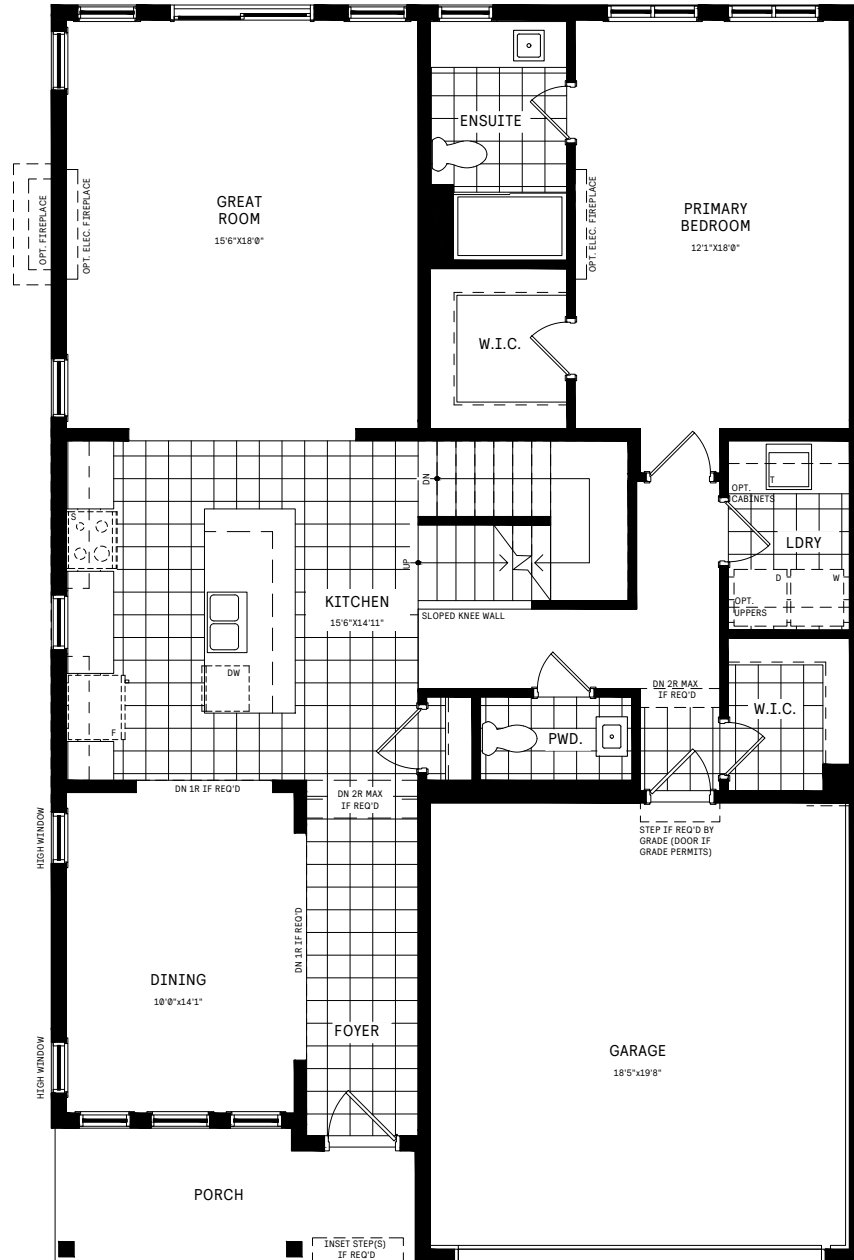 ENSUITE
GREAT
ROOM
15'6"X18'0"
OPT. FIREPLACE
OPT. ELEC. FIREPLACE
OPT. ELEC. FIREPLACE
PRIMARY
BEDROOM
12'1"X18'0"
W.I.C.
DN
S
UP
KITCHEN
15'6"X14'11"
SLOPED KNEE WALL
DW
F
T
OPT.
CABINETS
LDRY
D
W
OPT.
UPPERS
DN 2R MAX
IF REQ'D
W.I.C.
PWD.
DN 1R IF REQ'D
DN 2R MAX
IF REQ'D
HIGH WINDOW
STEP IF REQ'D BY
GRADE (DOOR IF
GRADE PERMITS)
DN 1R IF REQ'D
DINING
10'0"x14'1"
FOYER
HIGH WINDOW
GARAGE
18'5"x19'8"
PORCH
INSET STEP(S)
IF REQ'D